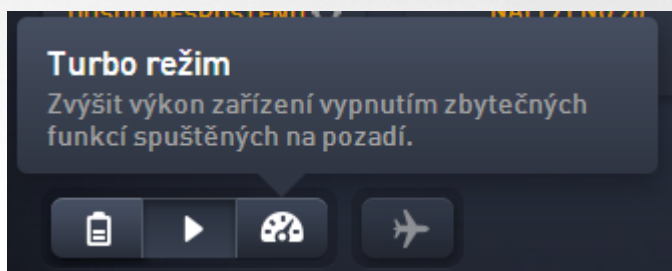 Turbo režim
Zvýšit výkon zařízení vypnutím zbytečných
funkcí spuštěných na pozadí.